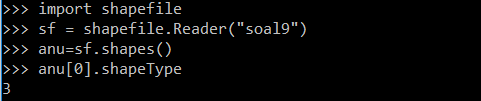 >>> import shapefile
>>> sf = shapefile.Reader("soal9")
>>> anu=sf.shapes()
>>> anu[0].shapeType
3